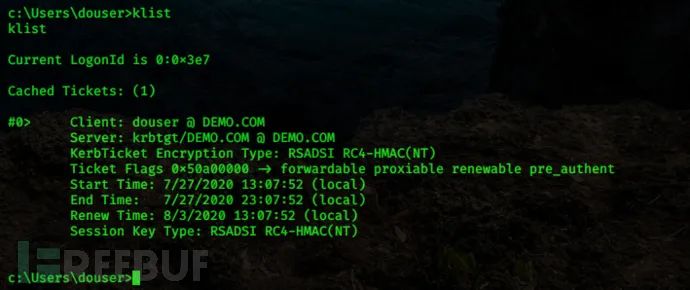 c:\Users\douser>klist
klist
Current LogonId is 0:0×3e7
Cached Tickets: (1)
#0> Client: douser @ DEMO.COM
Server: krbtgt/DEMO.COM @ DEMO.COM
KerbTicket Encryption Type: RSADSI RC4-HMAC(NT)
Ticket Flags 0×50a00000 → forwardable proxiable renewable pre_authent
Start Time: 7/27/2020 13:07:52 (local)
End Time: 7/27/2020 23:07:52 (local)
Renew Time: 8/3/2020 13:07:52 (local)
Session Key Type: RSADSI RC4-HMAC(NT)
FREEBUF
c:\Users\douser>